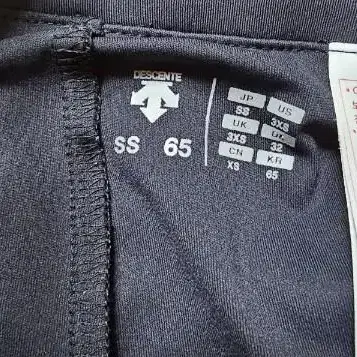 DESCENTE
SS 65
JP US
SS 3XS
UK DE
3XS 32
CN KR
XS 65